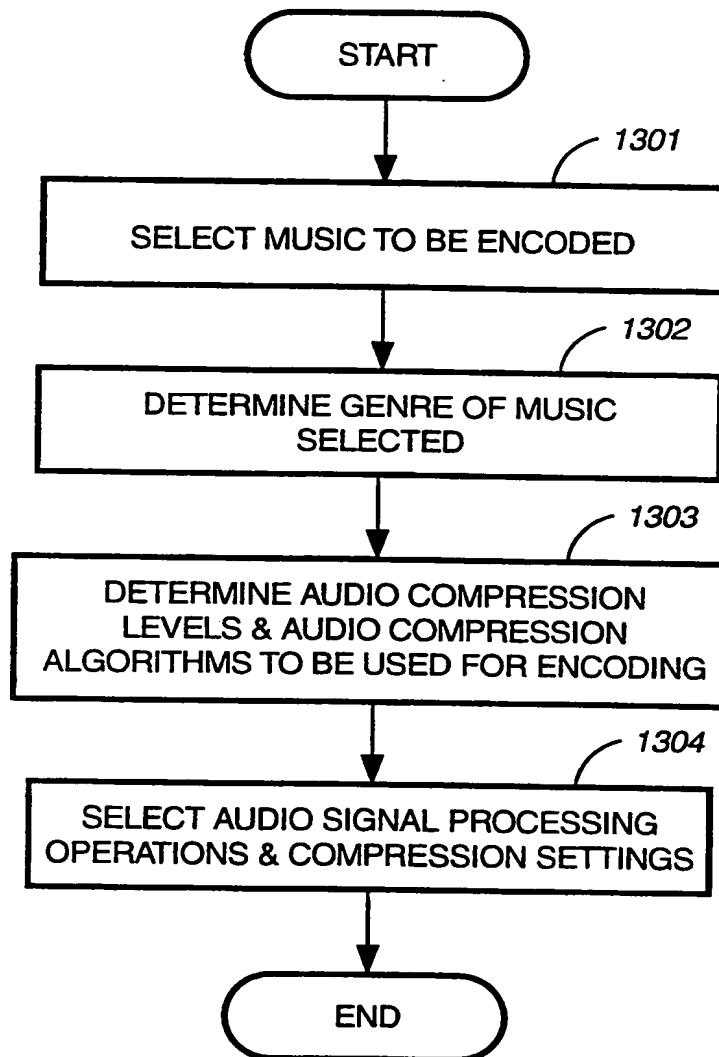 START
1301
SELECT MUSIC TO BE ENCODED
1302
DETERMINE GENRE OF MUSIC
SELECTED
1303
DETERMINE AUDIO COMPRESSION
LEVELS & AUDIO COMPRESSION
ALGORITHMS TO BE USED FOR ENCODING
1304
SELECT AUDIO SIGNAL PROCESSING
OPERATIONS & COMPRESSION SETTINGS
END